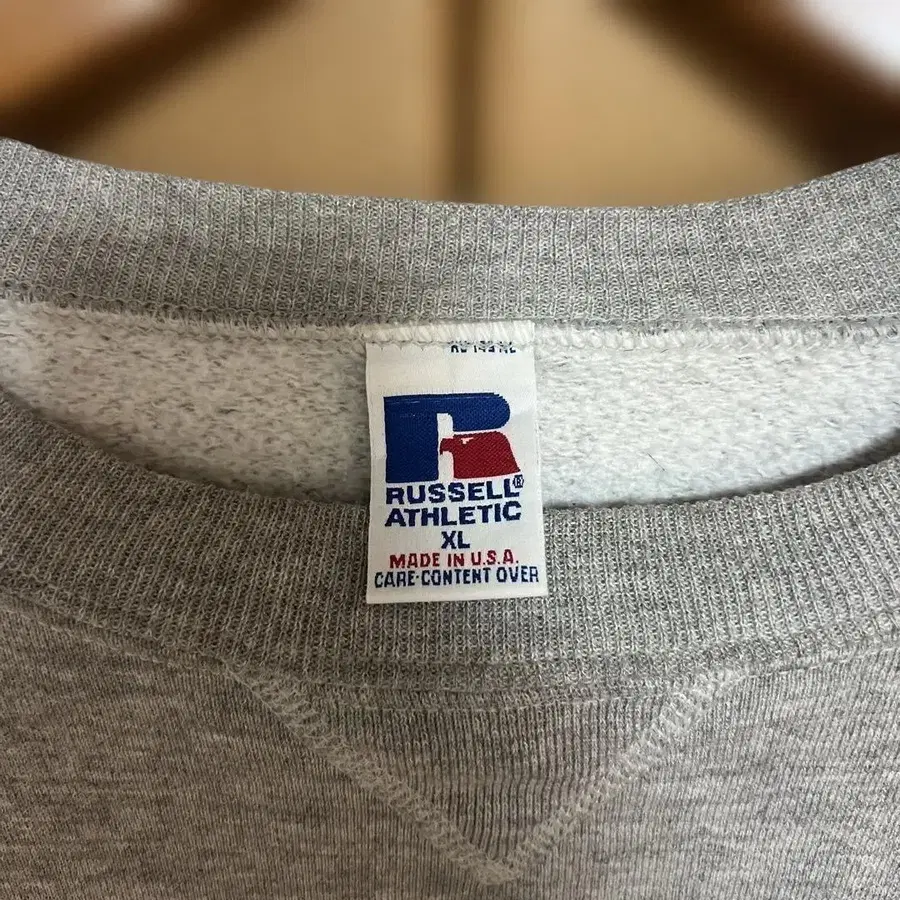 RUSSELL®
ATHLETIC
XL
MADE IN U.S.A.
CARE-CONTENT OVER